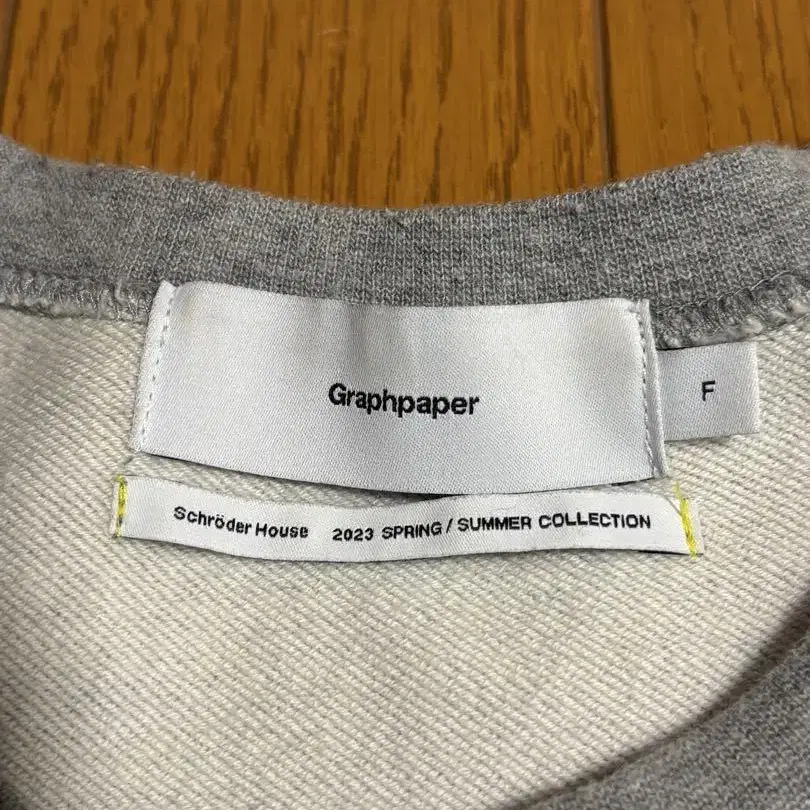 Graphpaper
F
Schröder House 2023 SPRING / SUMMER COLLECTION